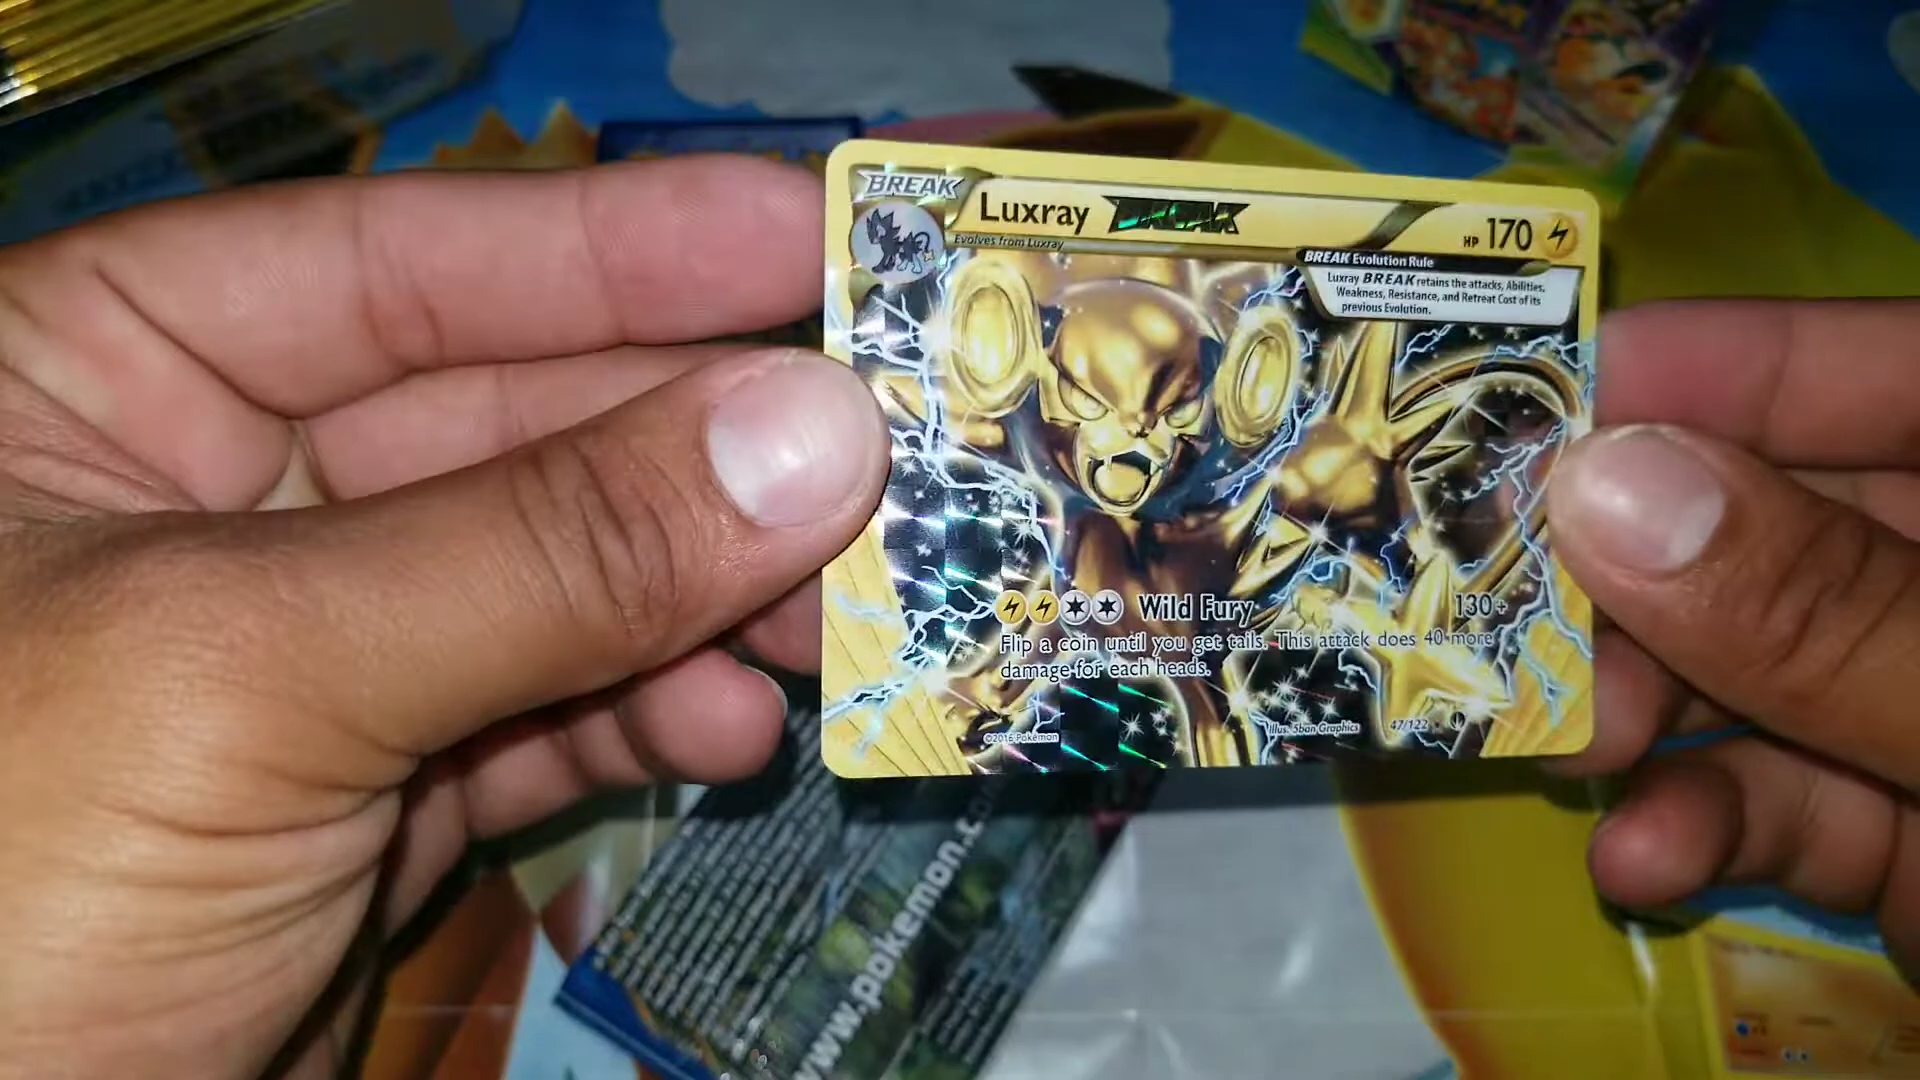 BREAK
Luxray BREAK
HP 170
Evolves from Luxray
BREAK Evolution Rule
Luxray BREAK retains the attacks, Abilities,
Weakness, Resistance, and Retreat Cost of its
previous Evolution.
Wild Fury 130+
Flip a coin until you get tails. This attack does 40 more
damage for each heads.
©2016 Pokémon
Illus. 5ban Graphics
47/122
www.pokemon.co